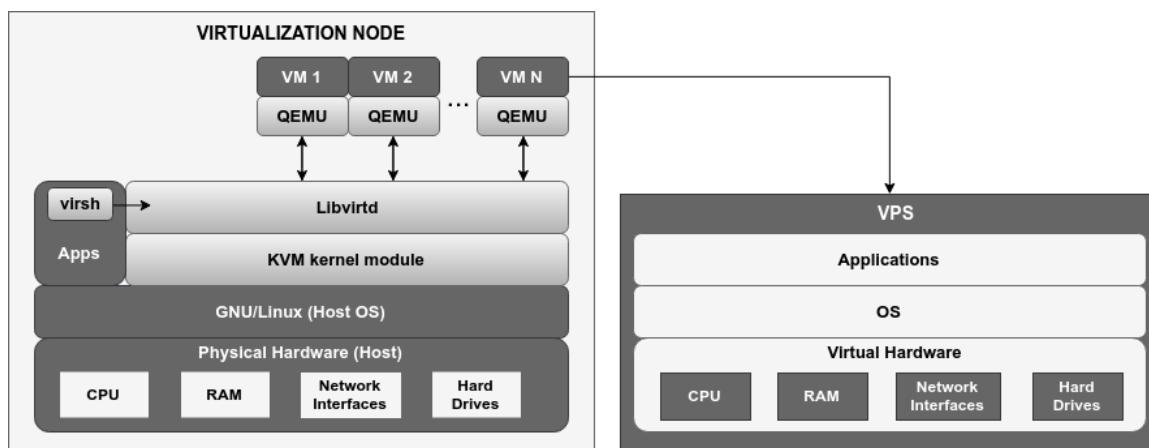 VIRTUALIZATION NODE
VM 1
VM 2
VM N
QEMU
QEMU
...
QEMU
virsh
Libvirtd
Apps
KVM kernel module
GNU/Linux (Host OS)
Physical Hardware (Host)
CPU
RAM
Network
Interfaces
Hard
Drives
VPS
Applications
OS
Virtual Hardware
CPU
RAM
Network
Interfaces
Hard
Drives